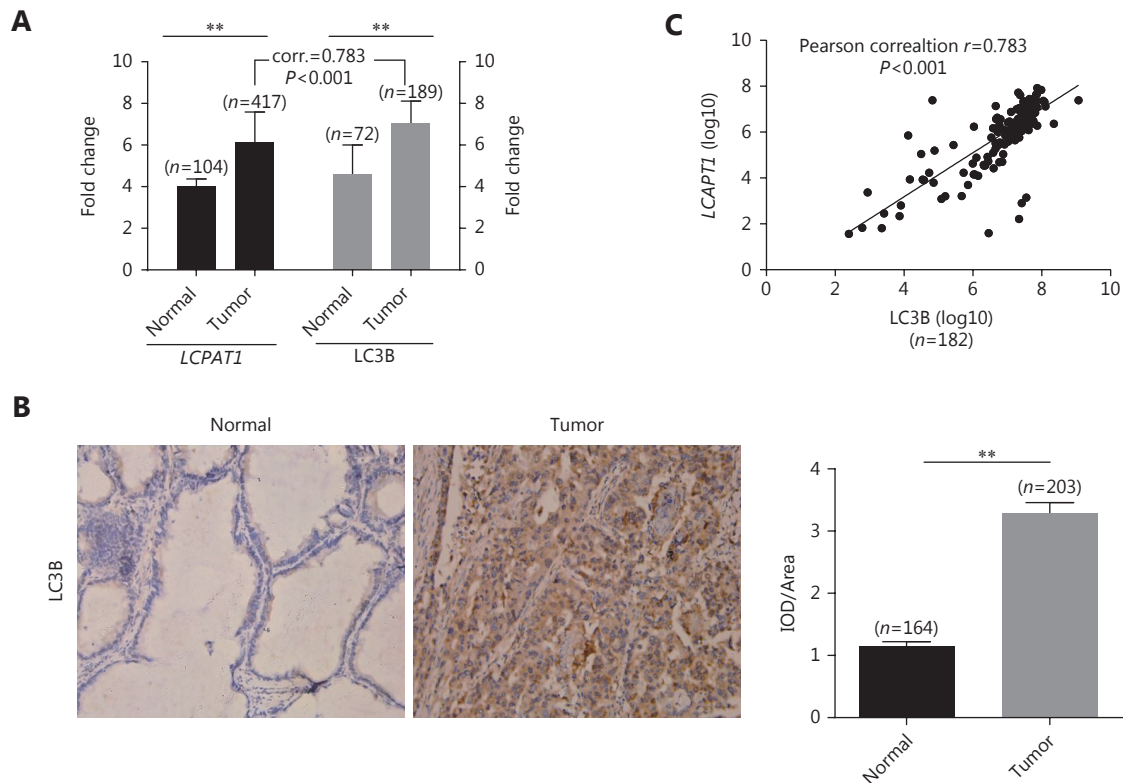 A
**
**
corr.=0.783
P<0.001
(n=417)
(n=189)
(n=104)
(n=72)
Fold change
10
8
6
4
2
0
10
8
6
4
2
0
Fold change
Normal
Tumor
Normal
Tumor
LCPAT1
LC3B
C
Pearson correaltion r=0.783
P<0.001
LCAPT1 (log10)
10
8
6
4
2
0
0 2 4 6 8 10
LC3B (log10)
(n=182)
B
Normal
Tumor
LC3B
**
(n=203)
(n=164)
IOD/Area
4
3
2
1
0
Normal
Tumor